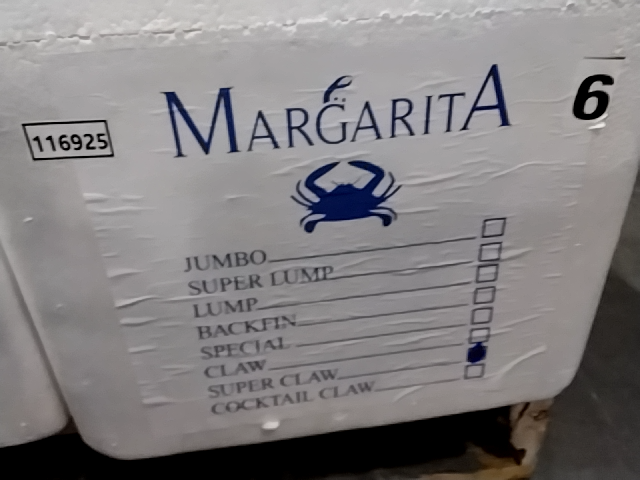 MARGARITA
6
116925
JUMBO
SUPER LUMP
LUMP
BACKFIN
SPECIAL
CLAW
SUPER CLAW
COCKTAIL CLAW